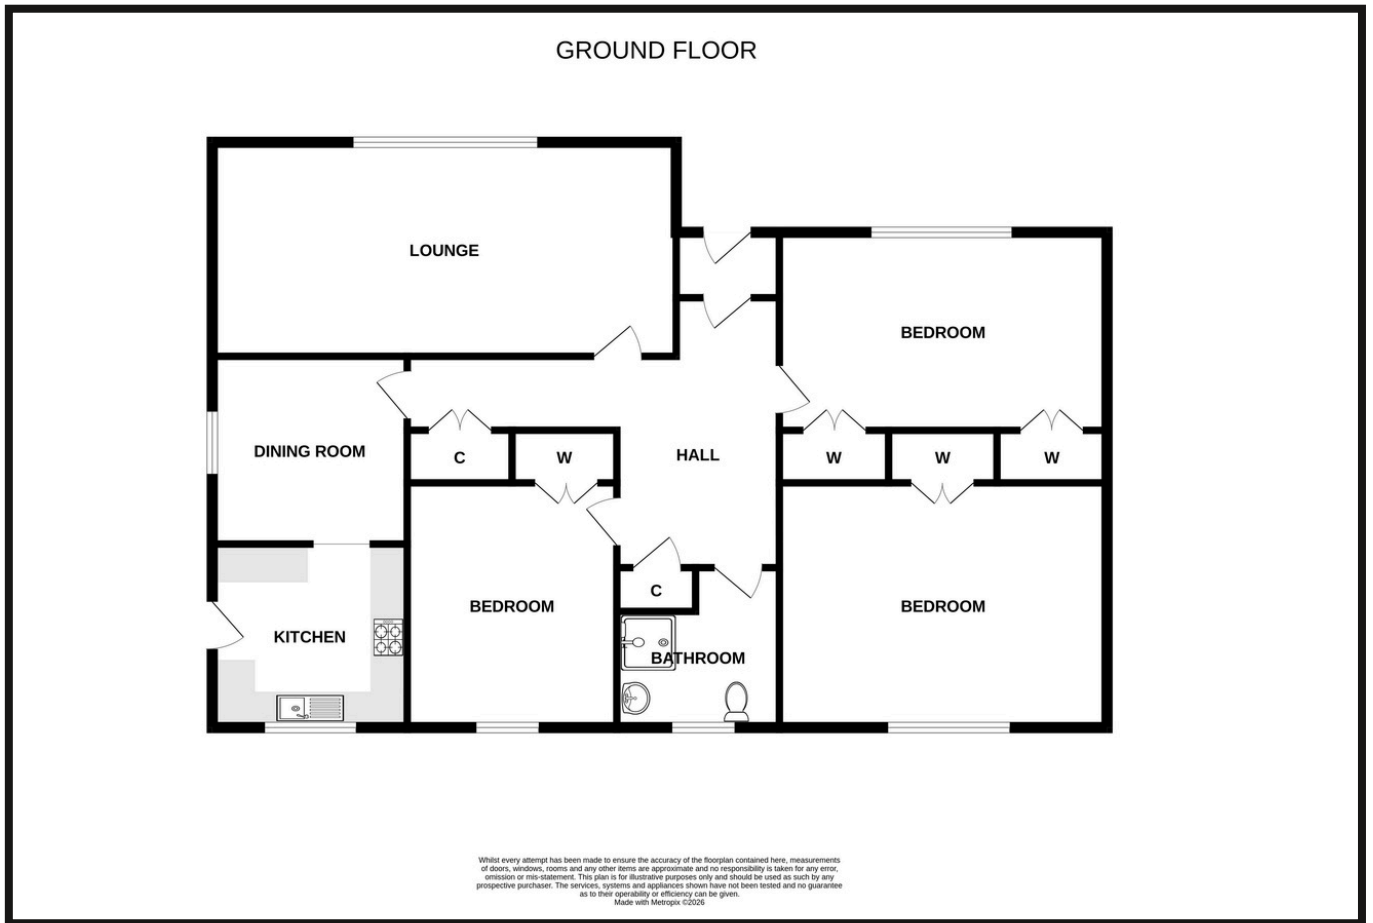 GROUND FLOOR
LOUNGE
BEDROOM
DINING ROOM
C
W
HALL
W
W
W
C
BEDROOM
BEDROOM
KITCHEN
BATHROOM
Whilst every attempt has been made to ensure the accuracy of the floorplan contained here, measurements
of doors, windows, rooms and any other items are approximate and no responsibility is taken for any error,
omission or mis-statement. This plan is for illustrative purposes only and should be used as such by any
prospective purchaser. The services, systems and appliances shown have not been tested and no guarantee
as to their operability or efficiency can be given.
Made with Metropix ©2026